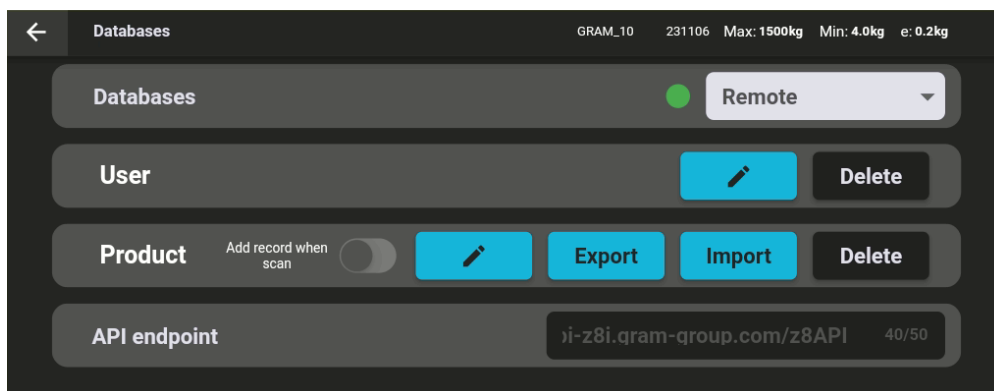 Databases GRAM_10 231106 Max: 1500kg Min: 4.0kg e: 0.2kg
Databases Remote
User Delete
Product Add record when
scan Export Import Delete
API endpoint i-z8i.gram-group.com/z8API 40/50